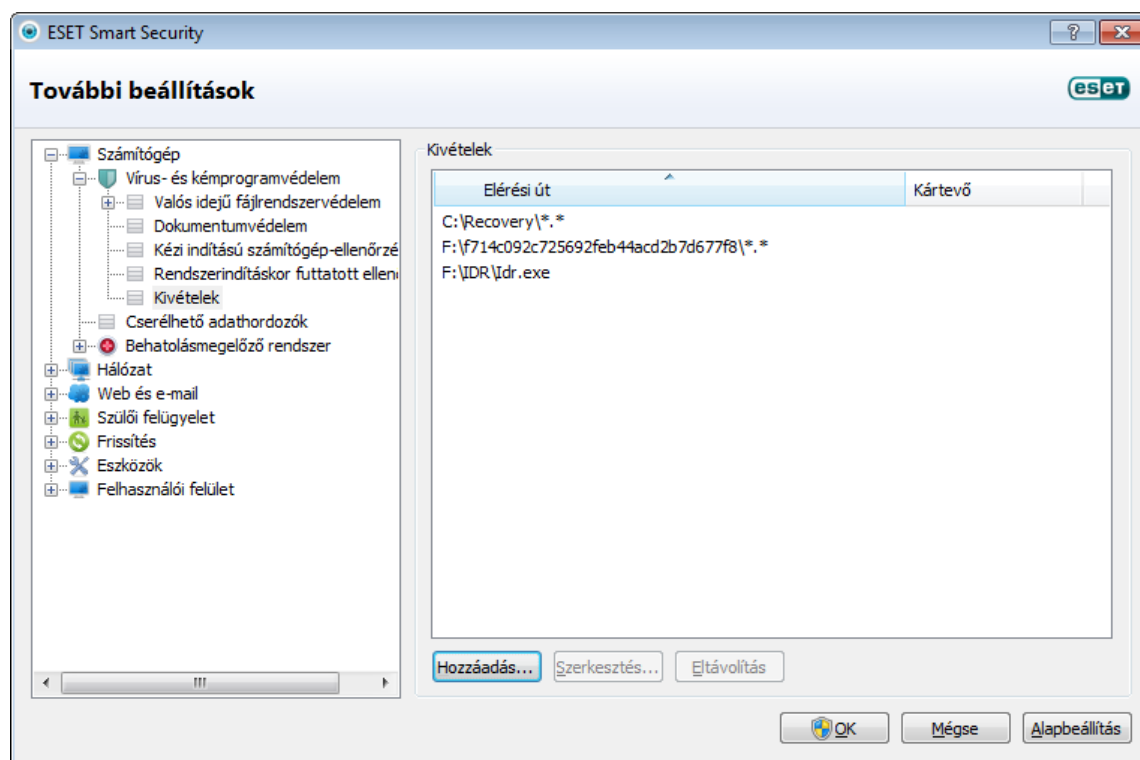 ESET Smart Security
További beállítások
eset
Számítógép
Vírus- és kémprogramvédelem
Valós idejű fájlrendszervédelem
Dokumentumvédelem
Kézi indítású számítógép-ellenőrzé
Rendszerindításkor futtatott ellen
Kivételek
Cserélhető adathordozók
Behatolásmegelőző rendszer
Hálózat
Web és e-mail
Szülői felügyelet
Frissítés
Eszközök
Felhasználói felület
Kivételek
Elérési út Kártevő
C:\Recovery\*.*
F:\f714c092c725692feb44acd2b7d677f8\*.*
F:\IDR\Idr.exe
Hozzáadás... Szerkesztés... Eltávolítás
OK Mégse Alapbeállítás